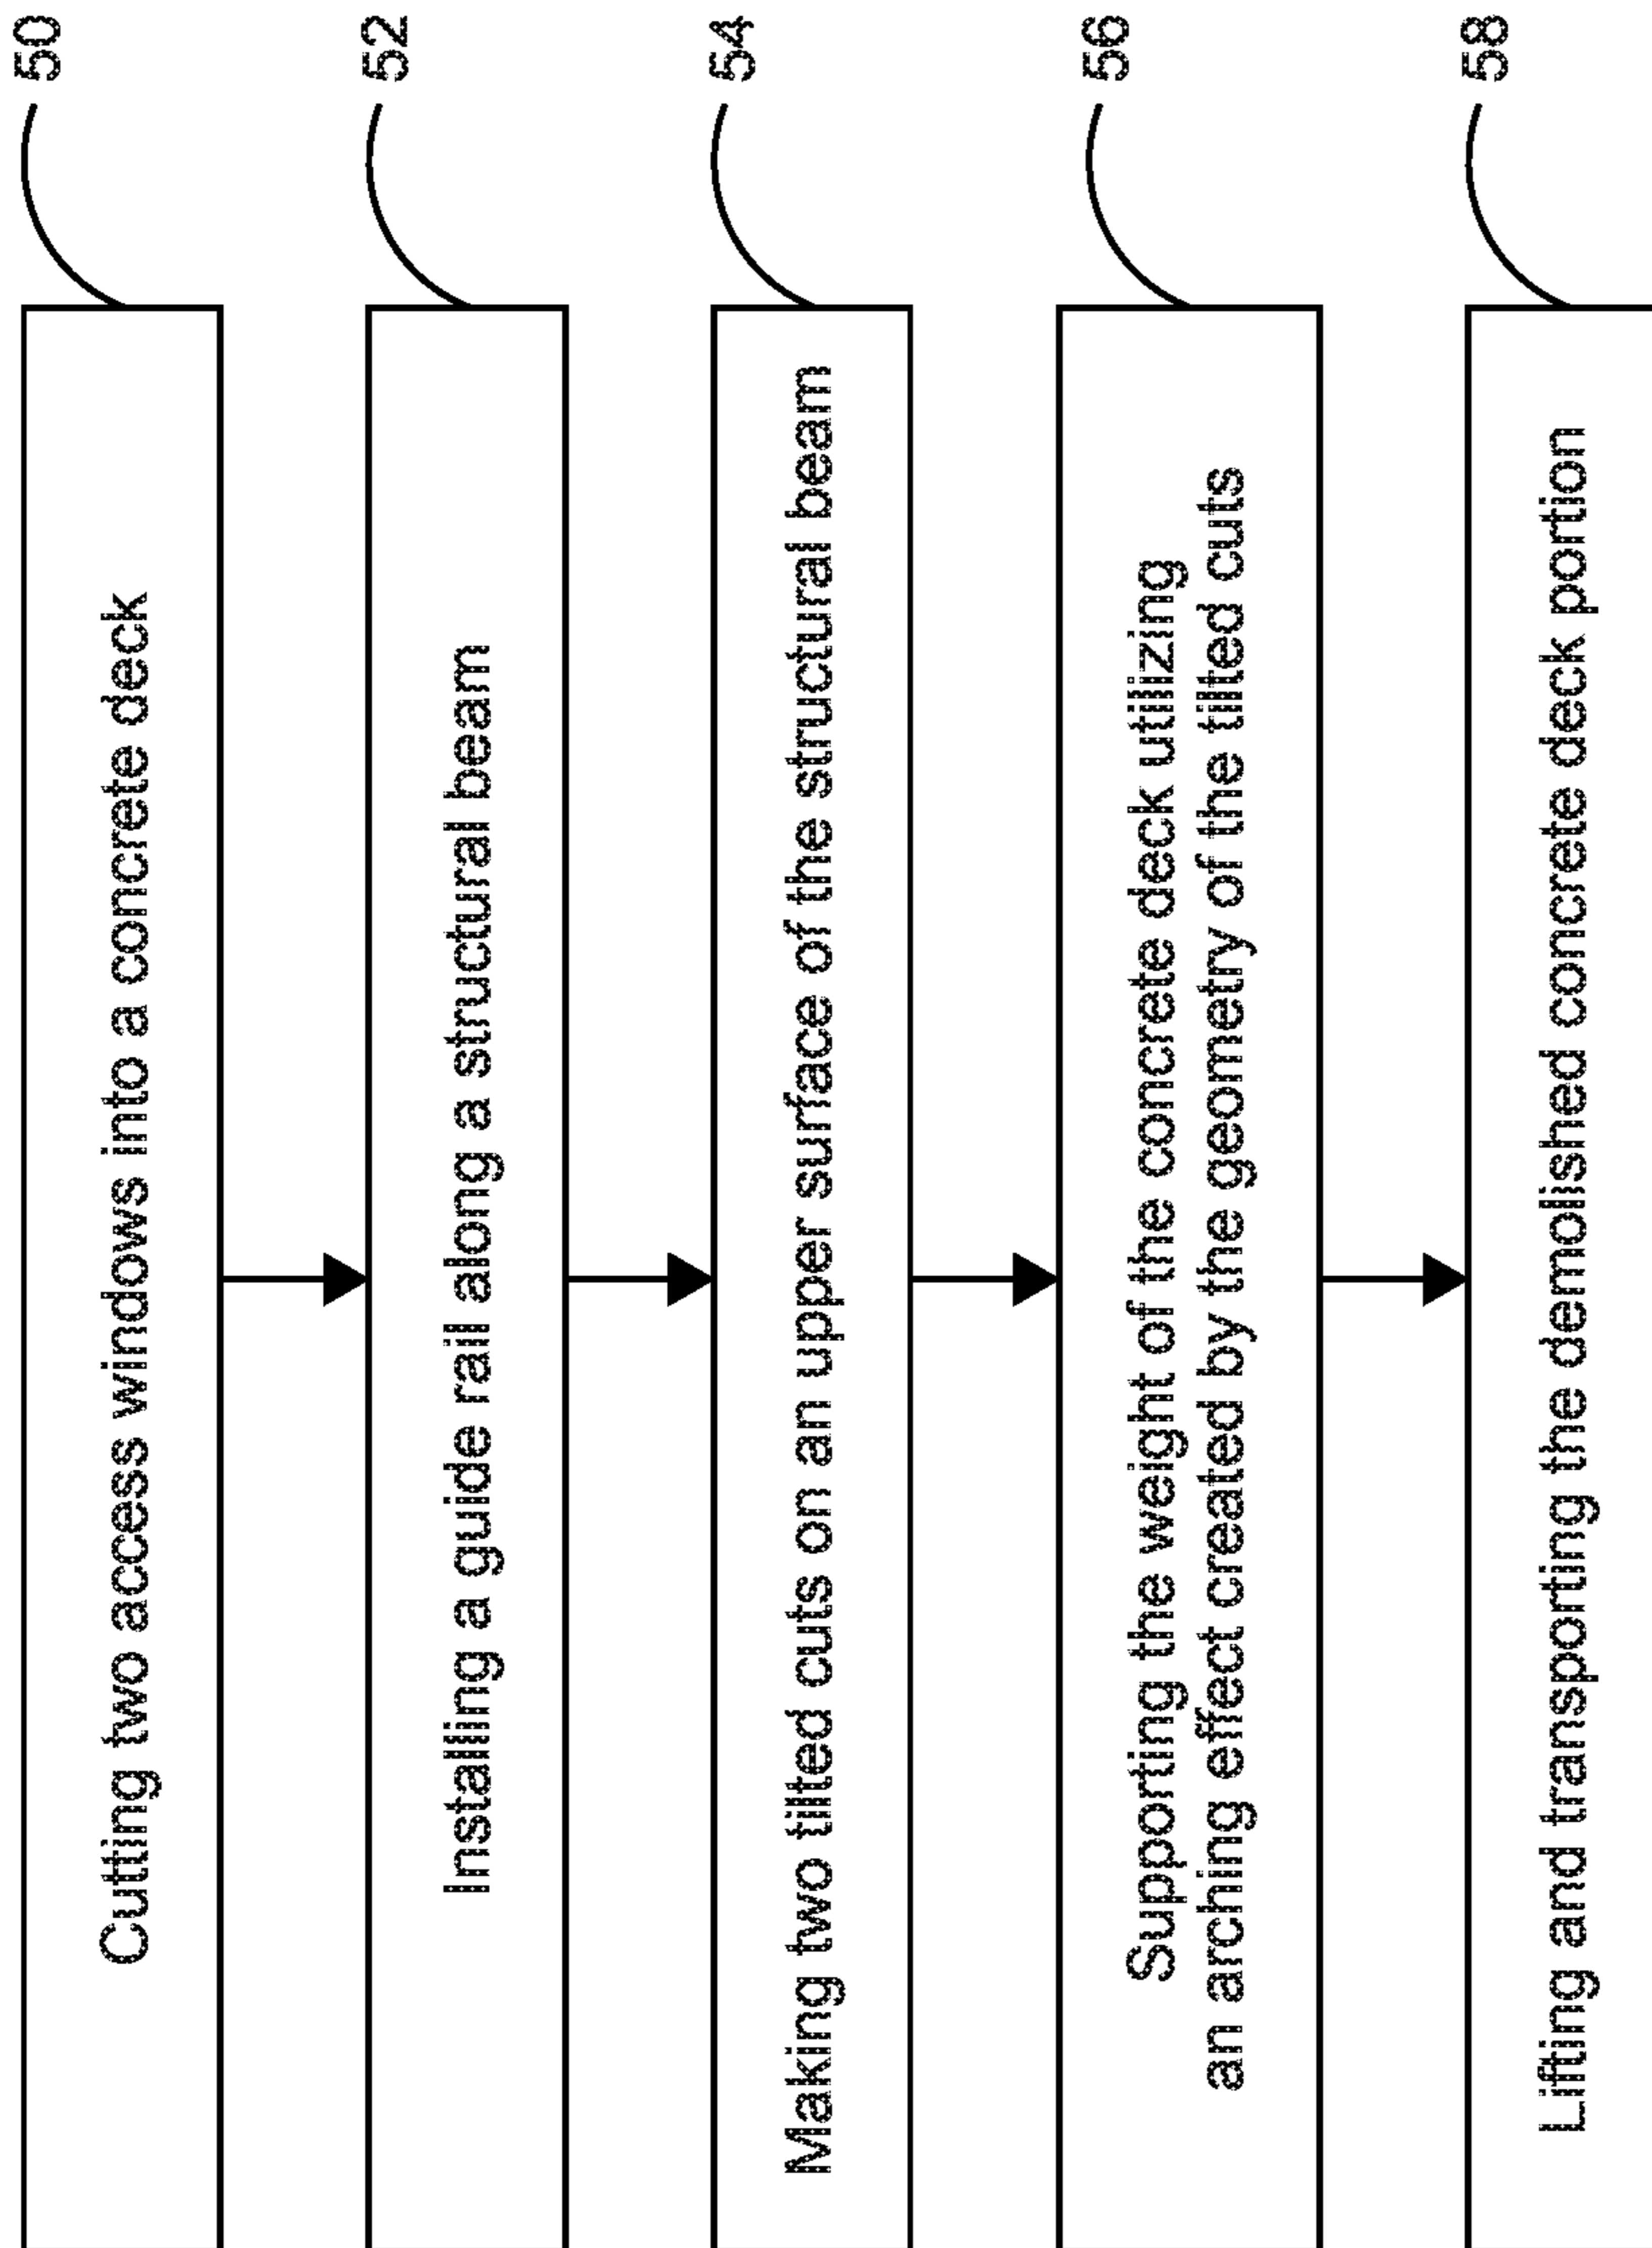 50
Cutting two access windows into a concrete deck
52
Installing a guide rail along a structural beam
54
Making two tilted cuts on an upper surface of the structural beam
56
Supporting the weight of the concrete deck utilizing
an arching effect created by the geometry of the tilted cuts
58
Lifting and transporting the demolished concrete deck portion